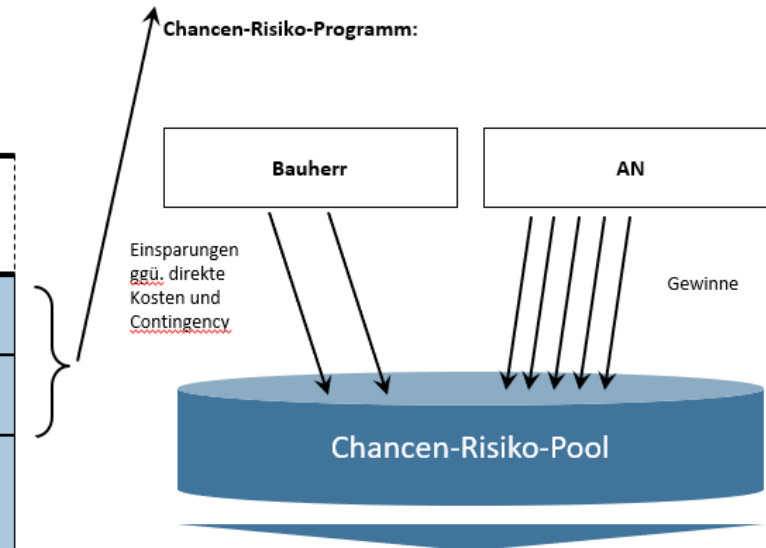 Chancen-Risiko-Programm:
Bauherr
AN
Einsparungen
ggü. direkte
Kosten und
Contingency
Gewinne
Chancen-Risiko-Pool